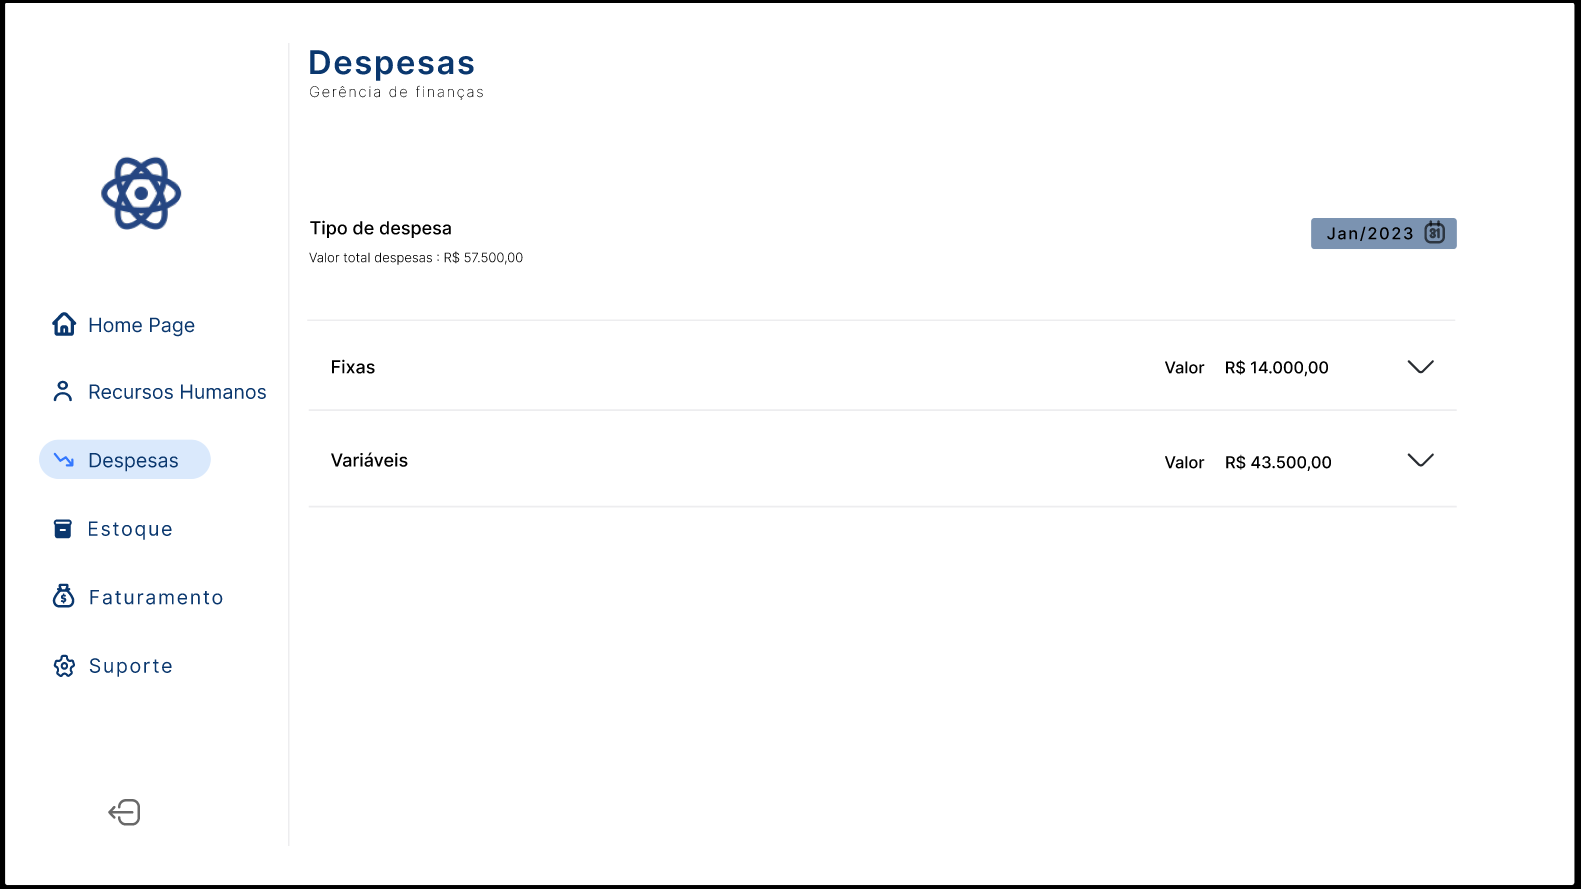 Despesas
Gerência de finanças
Home Page
Recursos Humanos
Despesas
Estoque
Faturamento
Suporte
Tipo de despesa
Valor total despesas : R$ 57.500,00
Jan/2023 31
Fixas Valor R$ 14.000,00
Variáveis Valor R$ 43.500,00